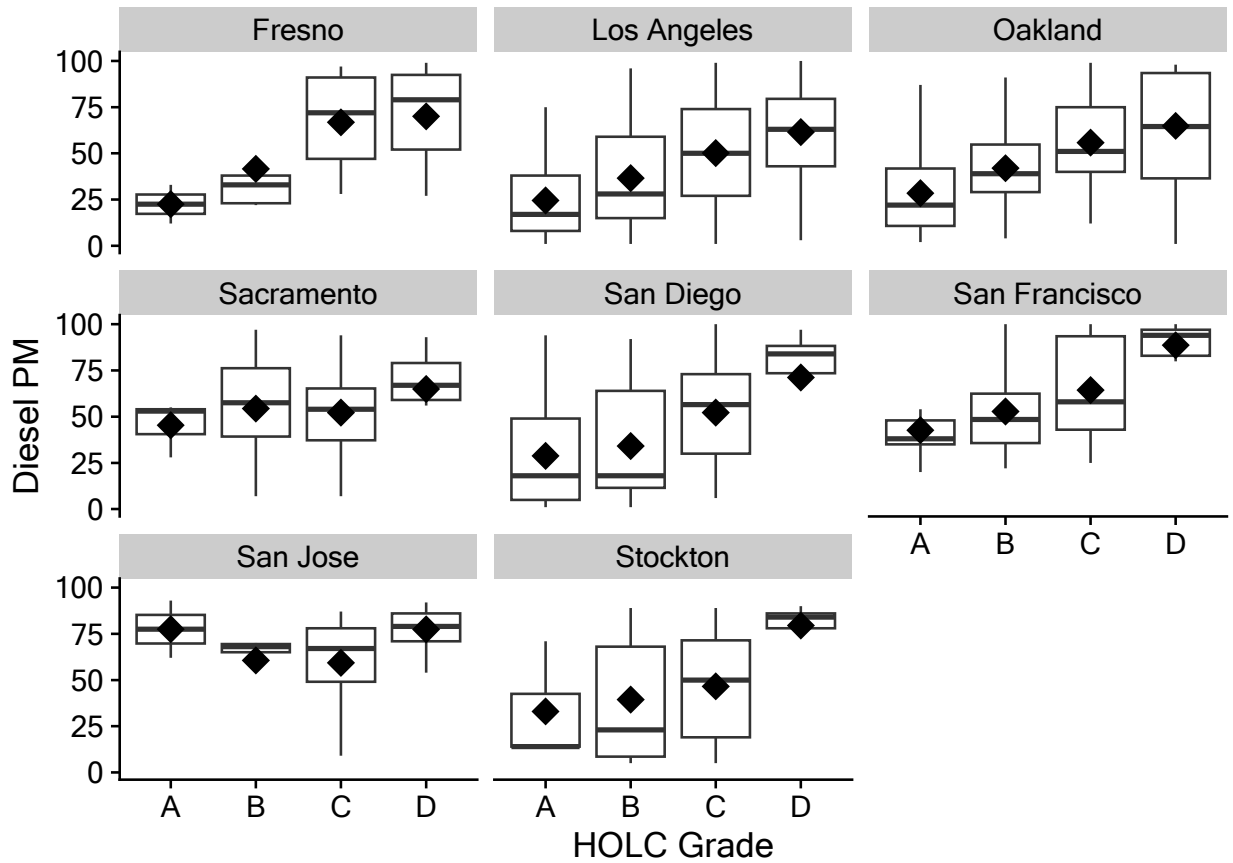 Fresno Los Angeles Oakland
100
75
50
25
0
Sacramento San Diego San Francisco
100
75
50
25
0
A B C D
San Jose Stockton
100
75
50
25
0
A B C D A B C D
Diesel PM
HOLC Grade